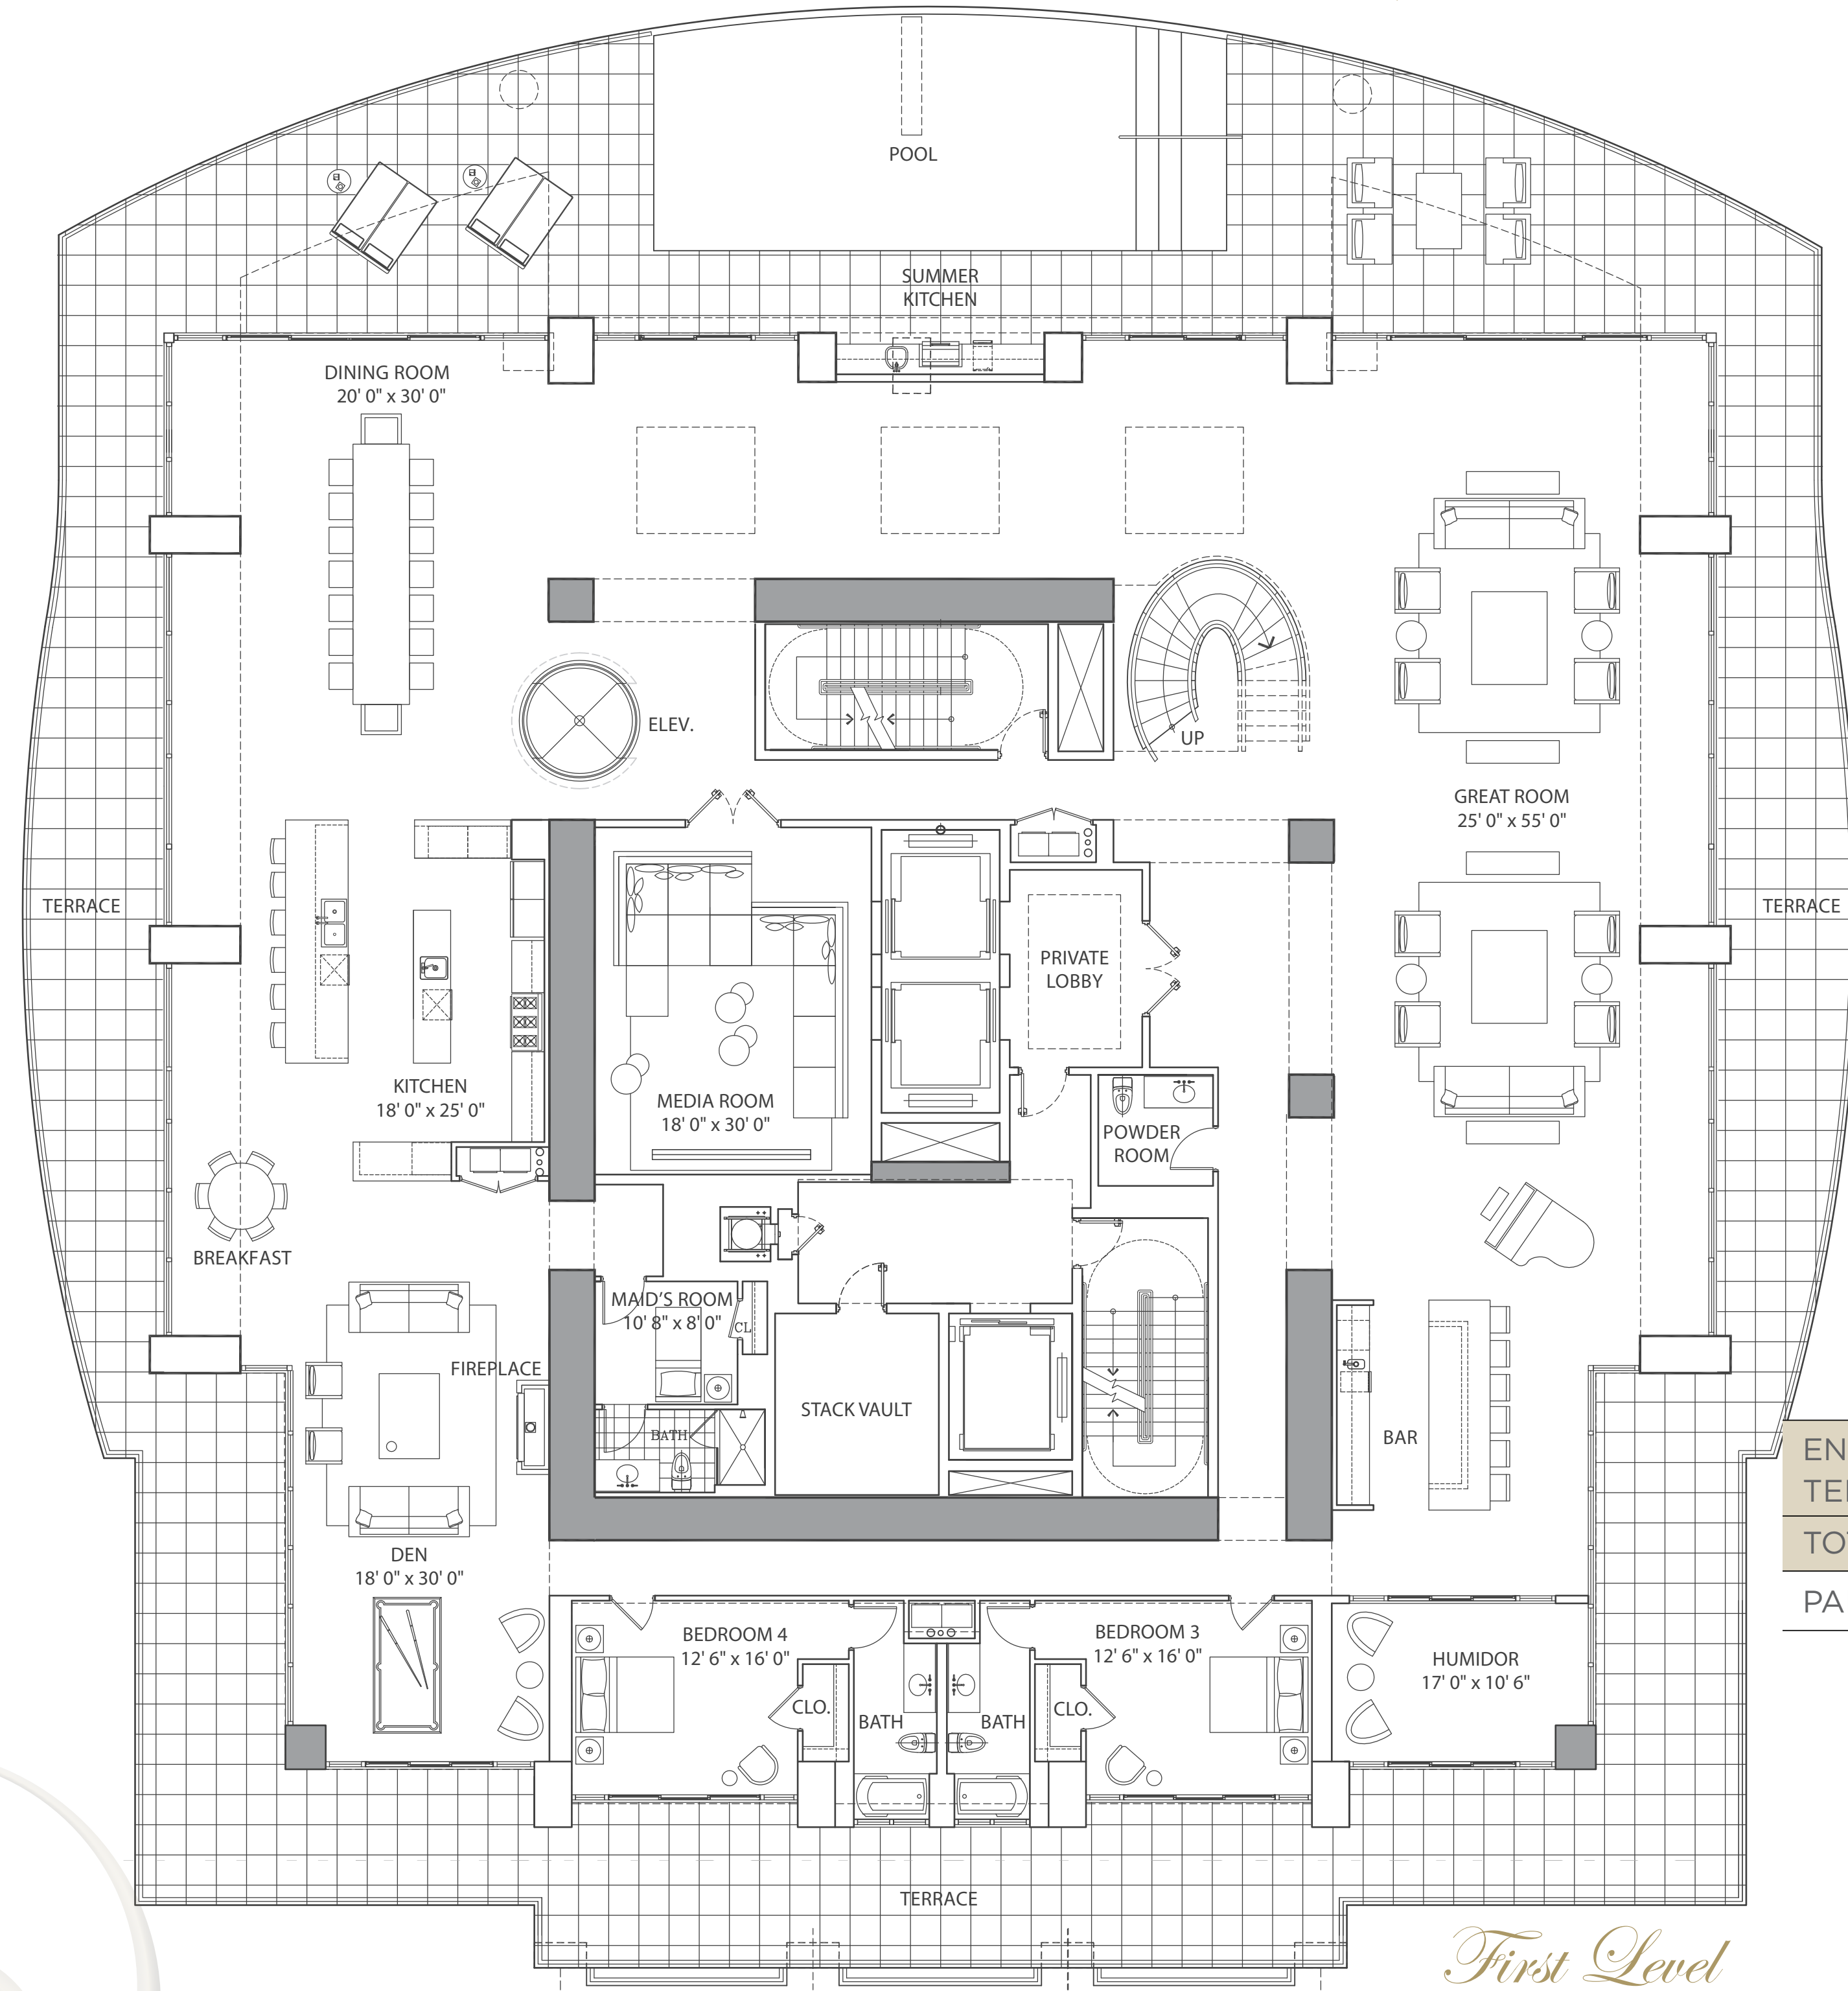 POOL
SUMMER
KITCHEN
DINING ROOM
20' 0" x 30' 0"
ELEV.
UP
GREAT ROOM
25' 0" x 55' 0"
TERRACE
TERRACE
PRIVATE
LOBBY
KITCHEN
18' 0" x 25' 0"
MEDIA ROOM
18' 0" x 30' 0"
POWDER
ROOM
BREAKFAST
MAID'S ROOM
10' 8" x 8' 0"
CL
FIREPLACE
STACK VAULT
BATH
BAR
DEN
18' 0" x 30' 0"
BEDROOM 4
12' 6" x 16' 0"
BEDROOM 3
12' 6" x 16' 0"
HUMIDOR
17' 0" x 10' 6"
CLO.
BATH
BATH
CLO.
TERRACE
First Level